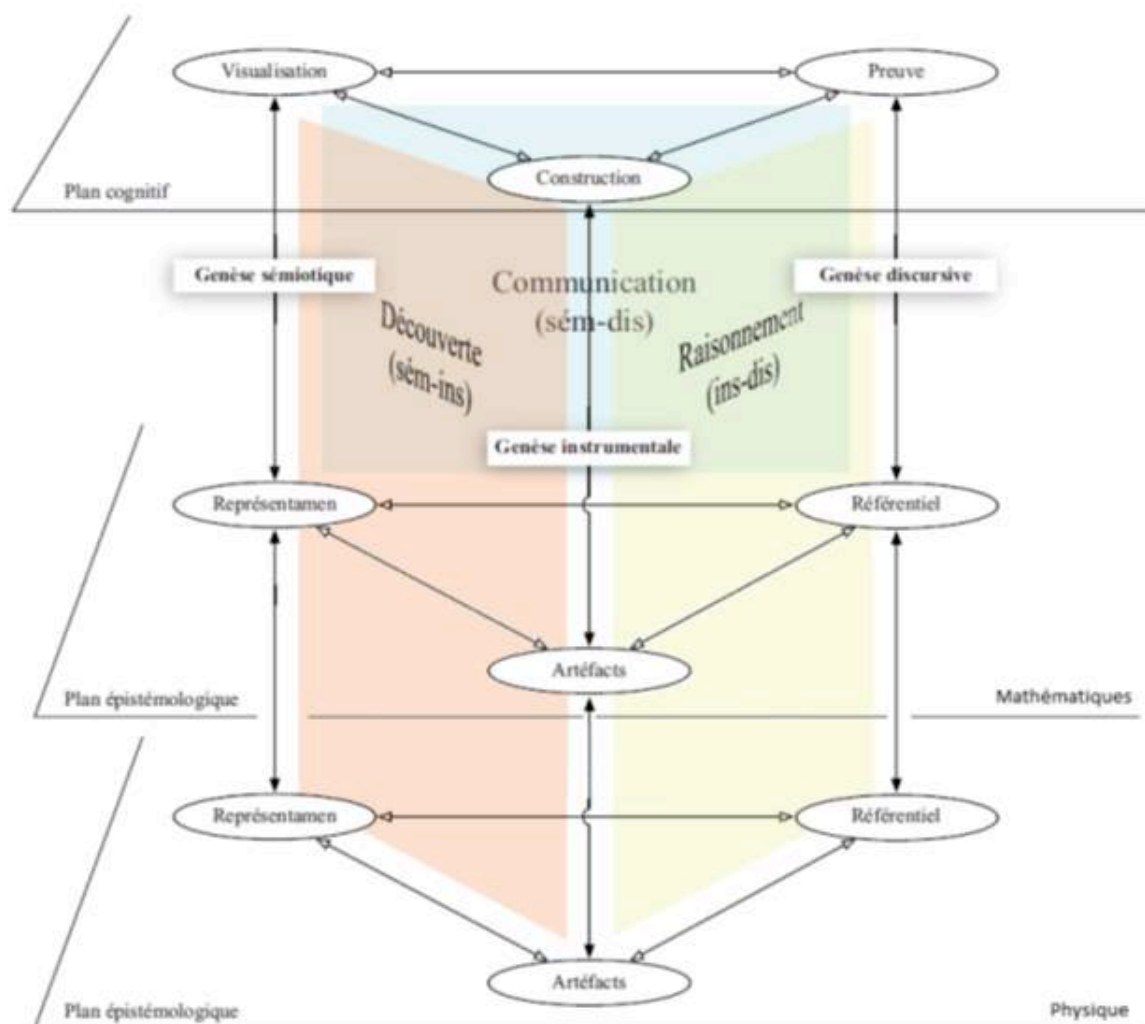 Visualisation
Preuve
Construction
Plan cognitif
Genèse sémiotique
Genèse discursive
Communication
(sém-dis)
Découverte
(sém-ins)
Raisonnement
(ins-dis)
Genèse instrumentale
Représentamen
Référentiel
Artéfacts
Plan épistémologique
Mathématiques
Représentamen
Référentiel
Artéfacts
Plan épistémologique
Physique